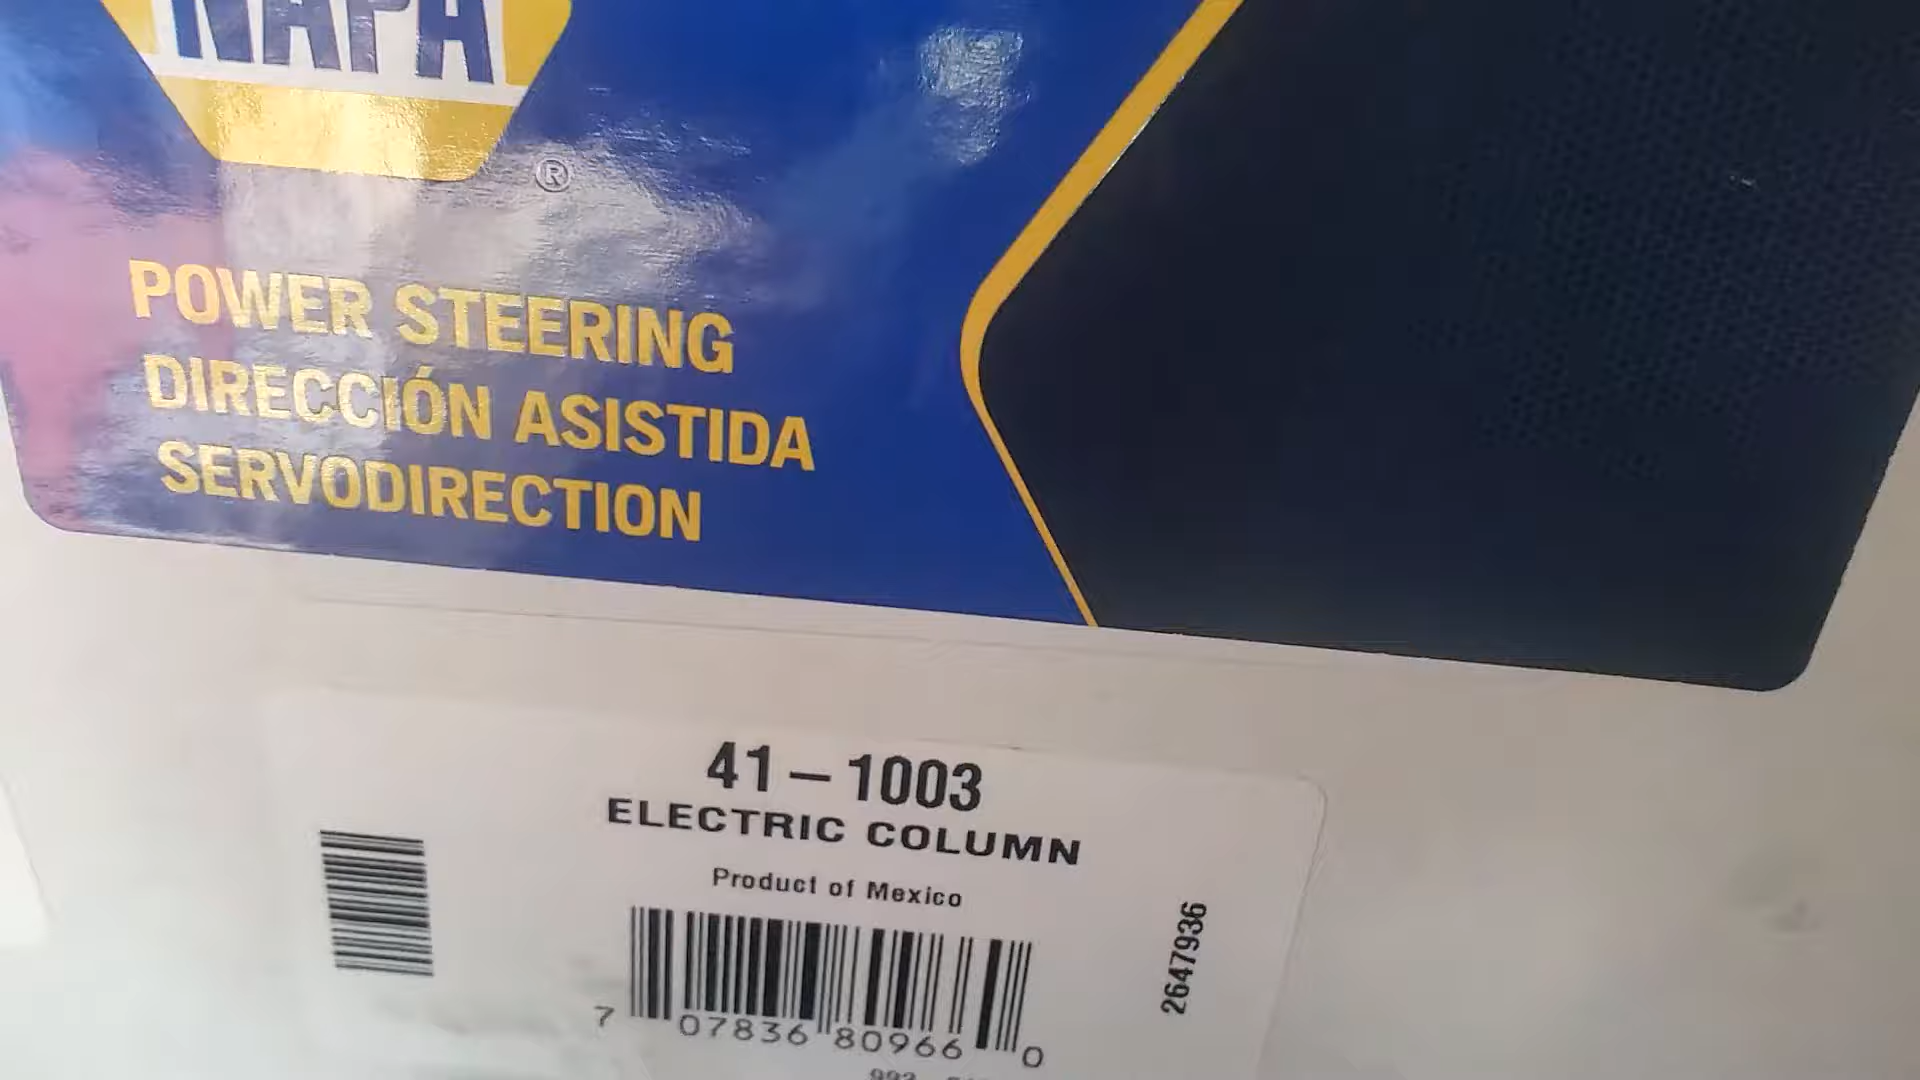 NAPA
®
POWER STEERING
DIRECCIÓN ASISTIDA
SERVODIRECTION
41-1003
ELECTRIC COLUMN
Product of Mexico
2647936
7 07836 80966 0